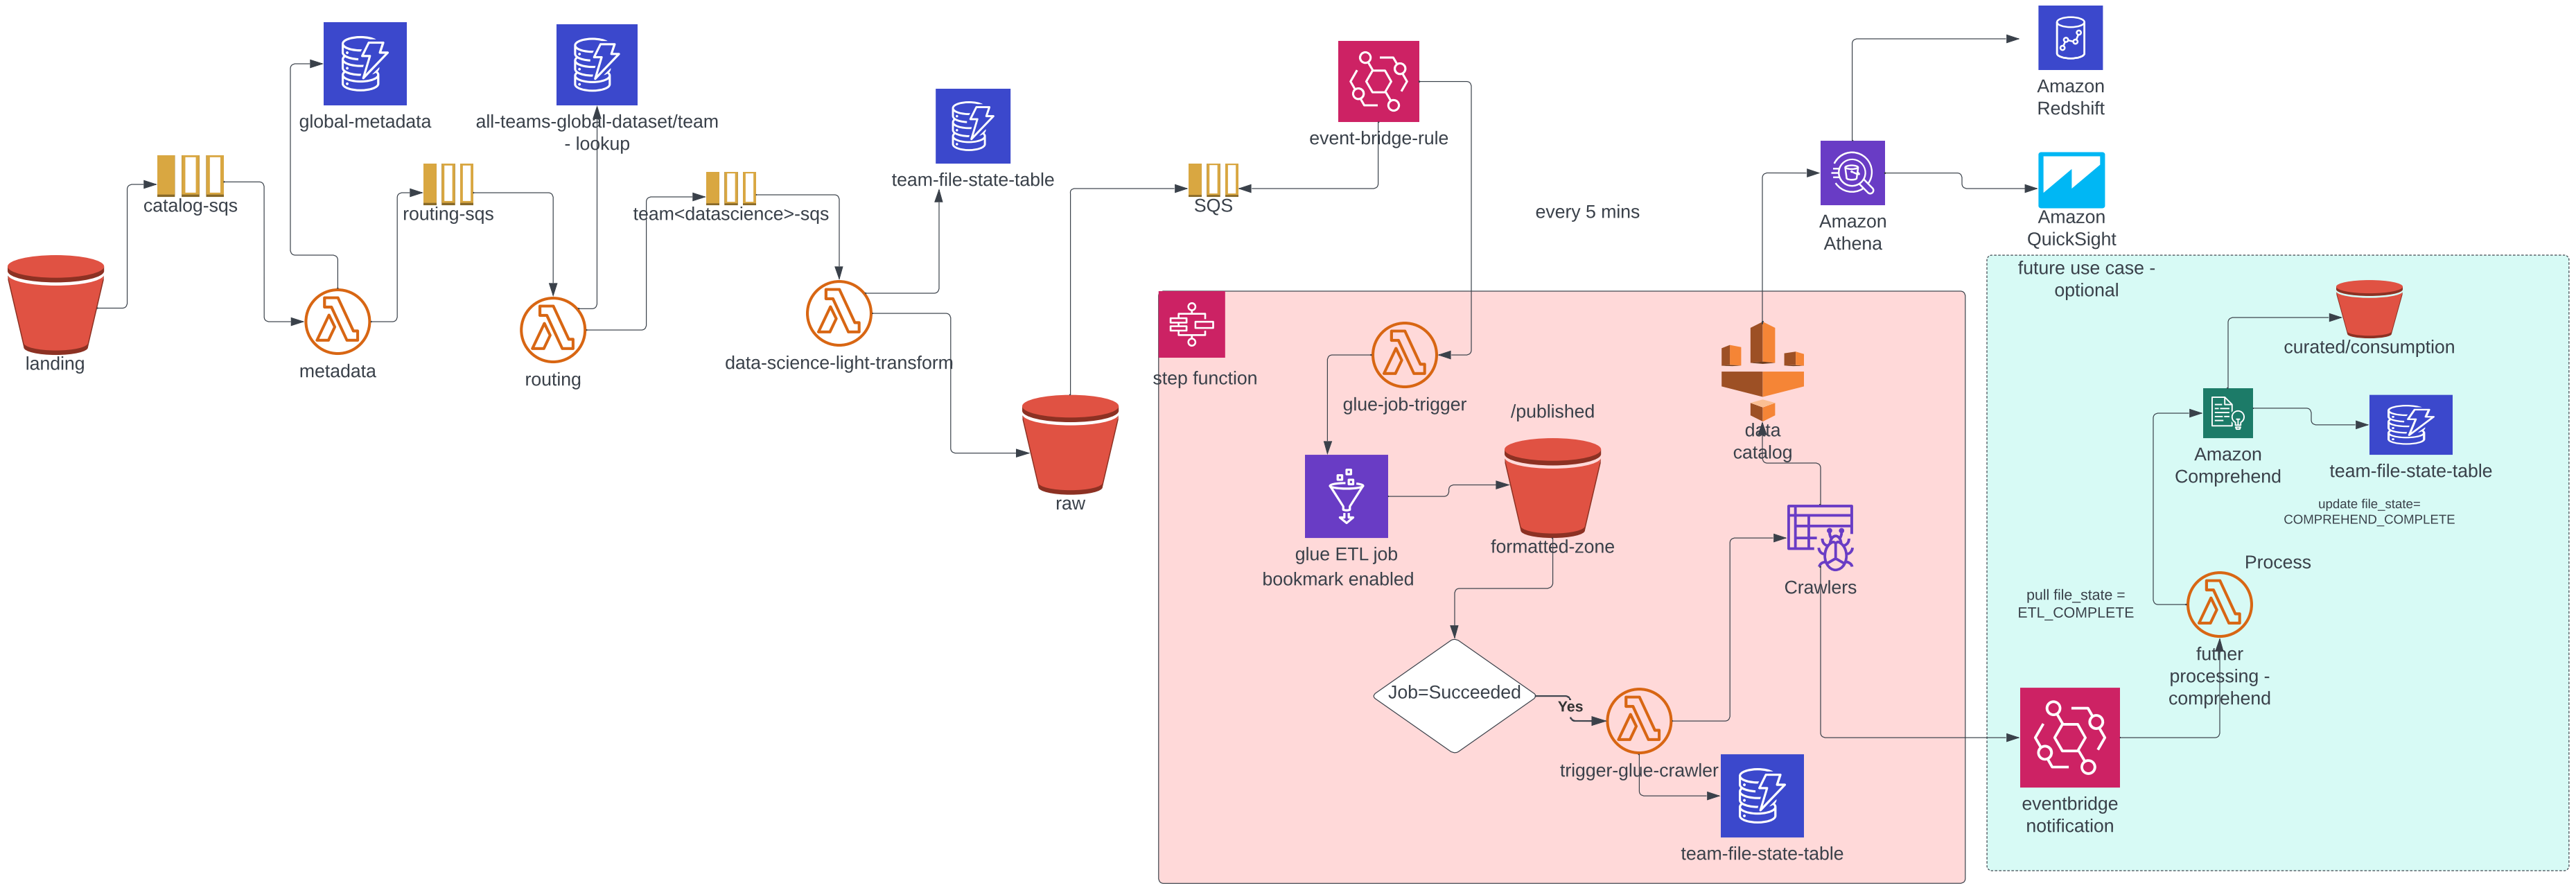 landing
catalog-sqs
global-metadata
metadata
routing-sqs
all-teams-global-dataset/team
- lookup
routing
team<datascience>-sqs
team-file-state-table
data-science-light-transform
raw
SQS
event-bridge-rule
every 5 mins
step function
glue-job-trigger
glue ETL job
bookmark enabled
/published
formatted-zone
Job=Succeeded
Yes
trigger-glue-crawler
team-file-state-table
Crawlers
data
catalog
Amazon
Athena
Amazon
Redshift
Amazon
QuickSight
future use case -
optional
curated/consumption
Amazon
Comprehend
team-file-state-table
update file_state=
COMPREHEND_COMPLETE
Process
pull file_state =
ETL_COMPLETE
futher
processing -
comprehend
eventbridge
notification